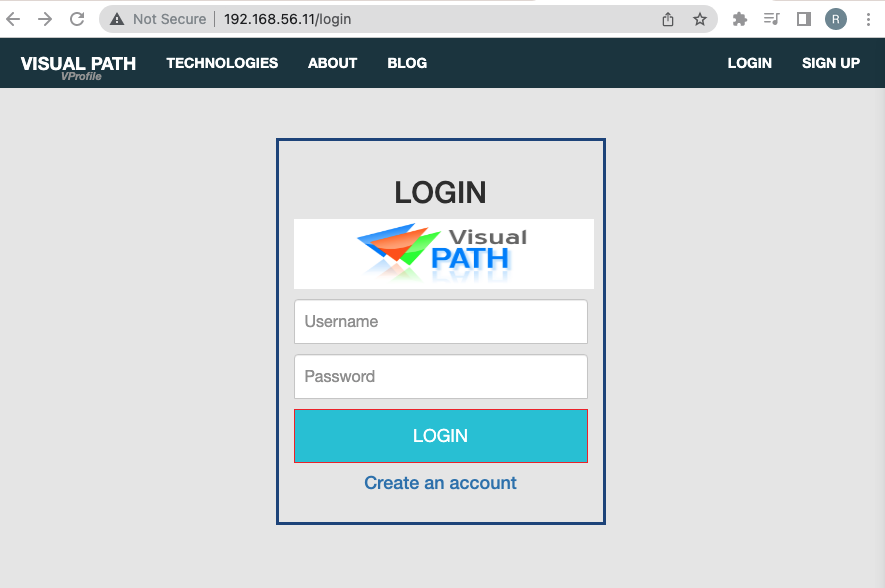 Not Secure | 192.168.56.11/login
R
VISUAL PATH TECHNOLOGIES ABOUT BLOG LOGIN SIGN UP
VProfile
LOGIN
Visual
PATH
Username
Password
LOGIN
Create an account